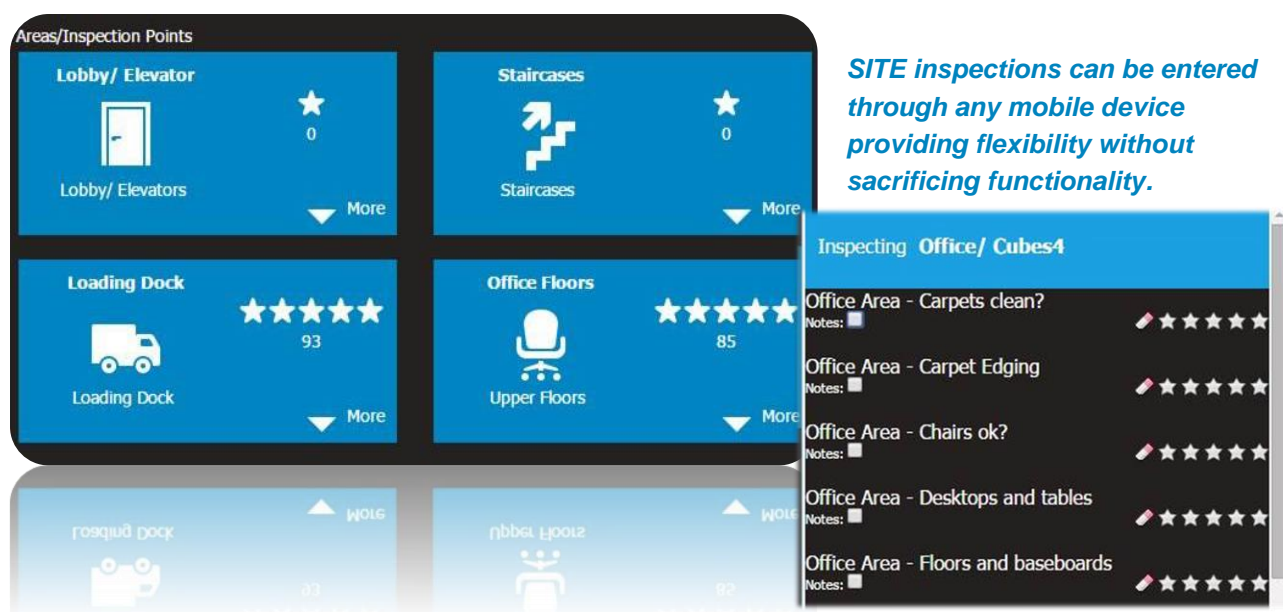 Areas/Inspection Points
Lobby/ Elevator
0
Lobby/ Elevators
More
Staircases
0
Staircases
More
Loading Dock
93
Loading Dock
More
Office Floors
85
Upper Floors
More
SITE inspections can be entered
through any mobile device
providing flexibility without
sacrificing functionality.
Inspecting Office/ Cubes4
Office Area - Carpets clean?
Notes:
Office Area - Carpet Edging
Notes:
Office Area - Chairs ok?
Notes:
Office Area - Desktops and tables
Notes:
Office Area - Floors and baseboards
Notes: